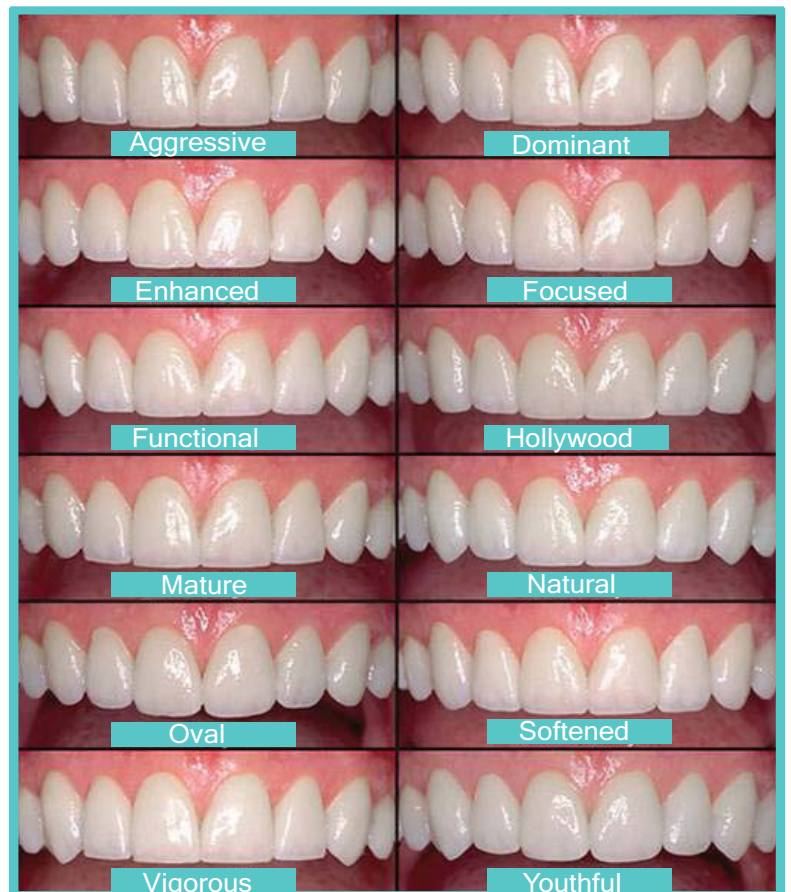 Aggressive
Dominant
Enhanced
Focused
Functional
Hollywood
Mature
Natural
Oval
Softened
Vigorous
Youthful